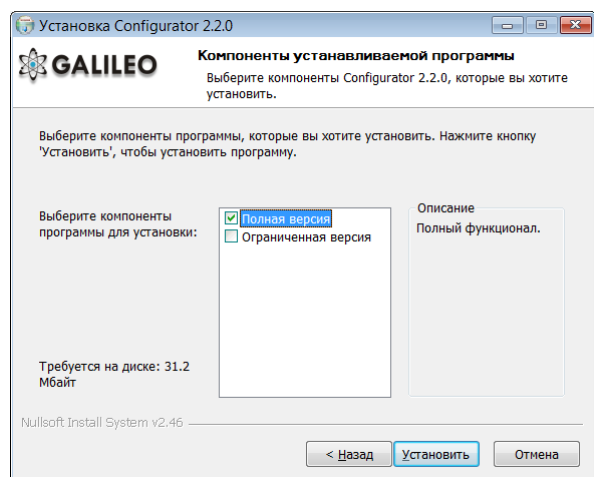 Установка Configurator 2.2.0
GALILEO
Компоненты устанавливаемой программы
Выберите компоненты Configurator 2.2.0, которые вы хотите
установить.
Выберите компоненты программы, которые вы хотите установить. Нажмите кнопку
'Установить', чтобы установить программу.
Выберите компоненты
программы для установки:
Полная версия
Ограниченная версия
Описание
Полный функционал.
Требуется на диске: 31.2
Мбайт
Nullsoft Install System v2.46
< Назад
Установить
Отмена